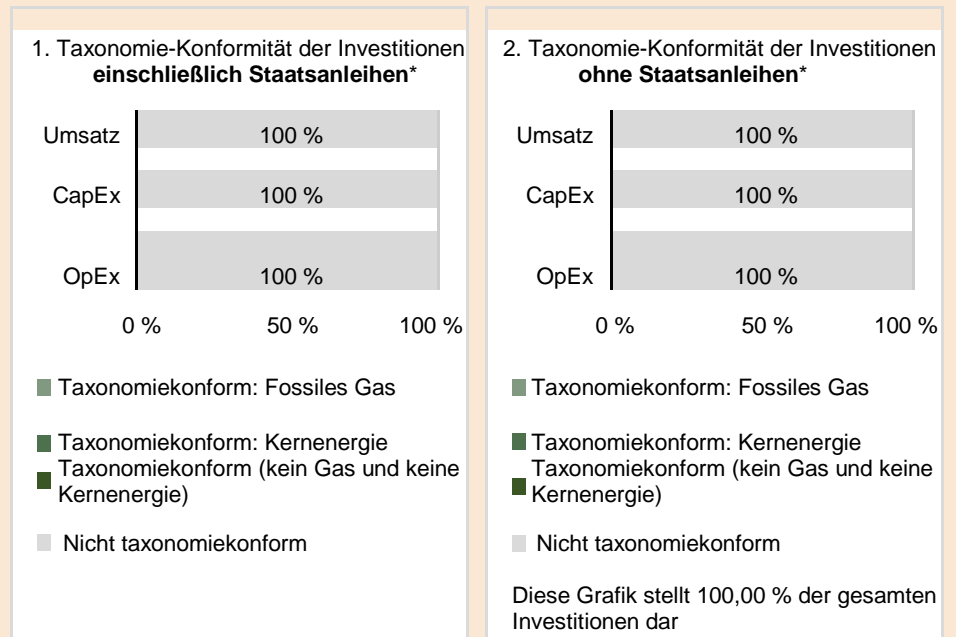 1. Taxonomie-Konformität der Investitionen
einschließlich Staatsanleihen*
Umsatz 100 %
CapEx 100 %
OpEx 100 %
0 % 50 % 100 %
Taxonomiekonform: Fossiles Gas
Taxonomiekonform: Kernenergie
Taxonomiekonform (kein Gas und keine
Kernenergie)
Nicht taxonomiekonform
2. Taxonomie-Konformität der Investitionen
ohne Staatsanleihen*
Umsatz 100 %
CapEx 100 %
OpEx 100 %
0 % 50 % 100 %
Taxonomiekonform: Fossiles Gas
Taxonomiekonform: Kernenergie
Taxonomiekonform (kein Gas und keine
Kernenergie)
Nicht taxonomiekonform
Diese Grafik stellt 100,00 % der gesamten
Investitionen dar